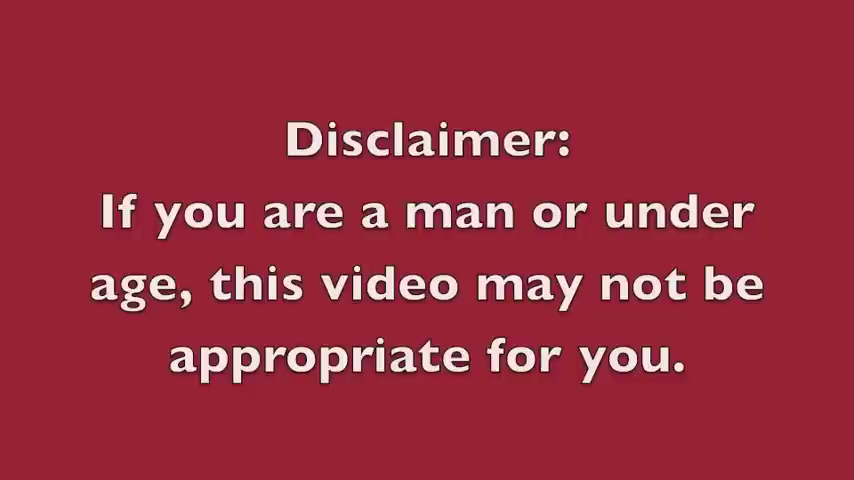 Disclaimer:
If you are a man or under
age, this video may not be
appropriate for you.